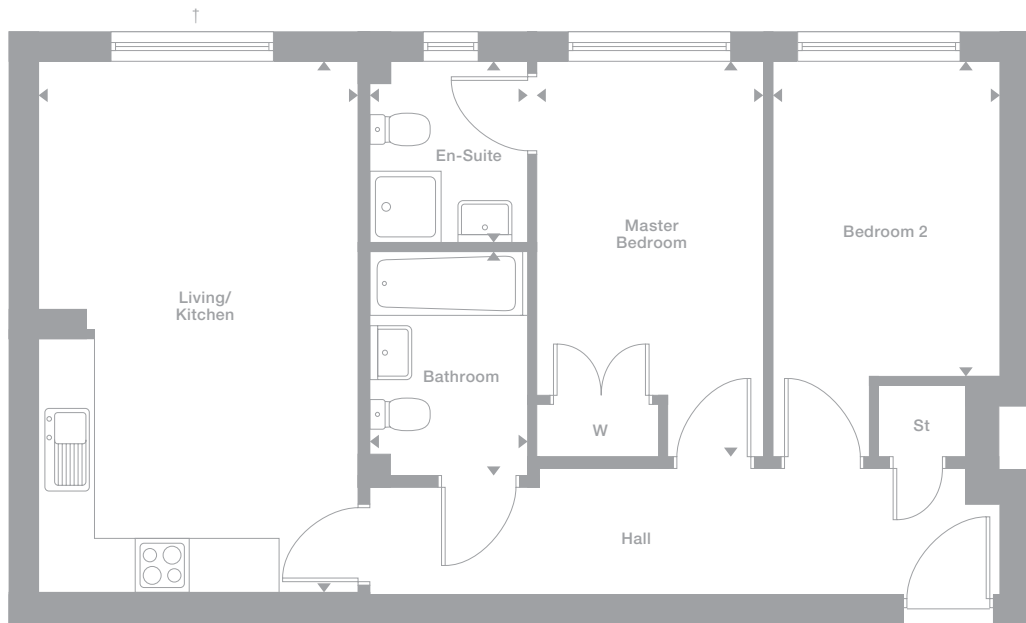 †
En-Suite
Master
Bedroom
Bedroom 2
Living/
Kitchen
Bathroom
W
St
Hall